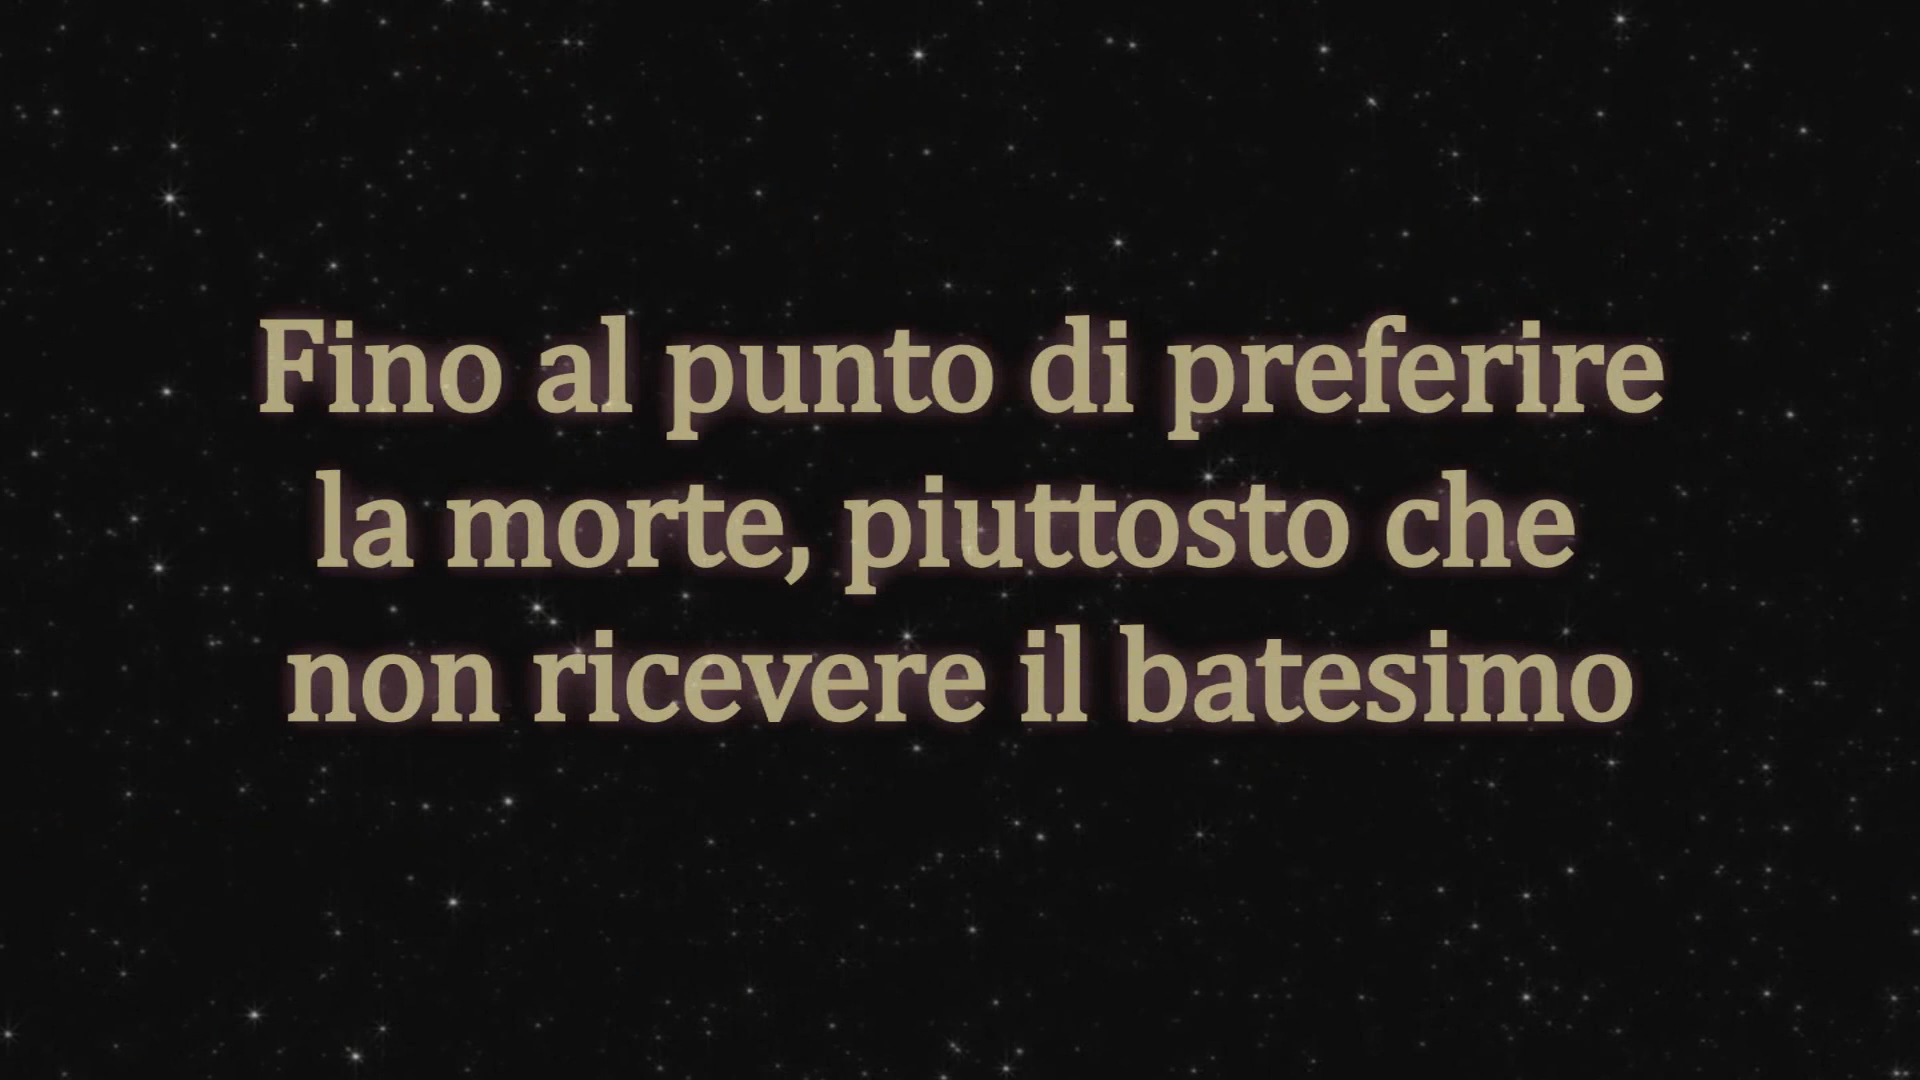 Fino al punto di preferire
la morte, piuttosto che
non ricevere il batesimo